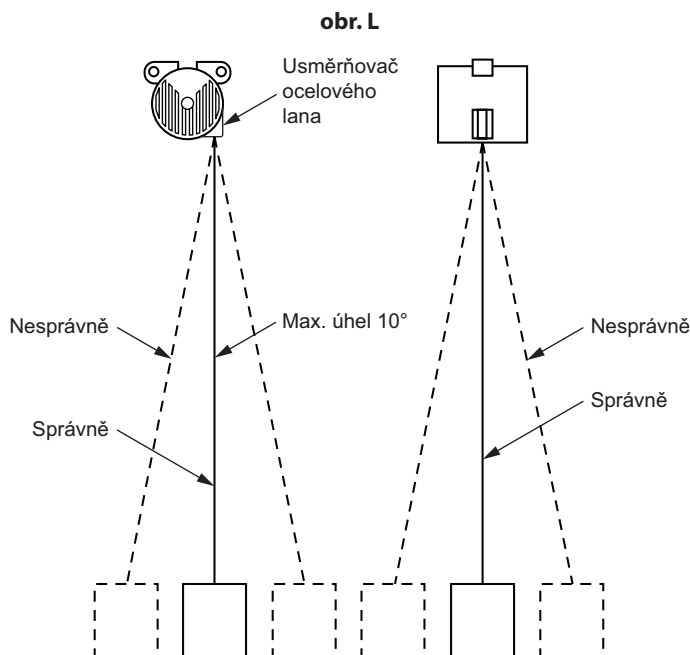 obr. L
Usměrňovač
ocelového
lana
Nesprávně
Max. úhel 10°
Nesprávně
Správně
Správně